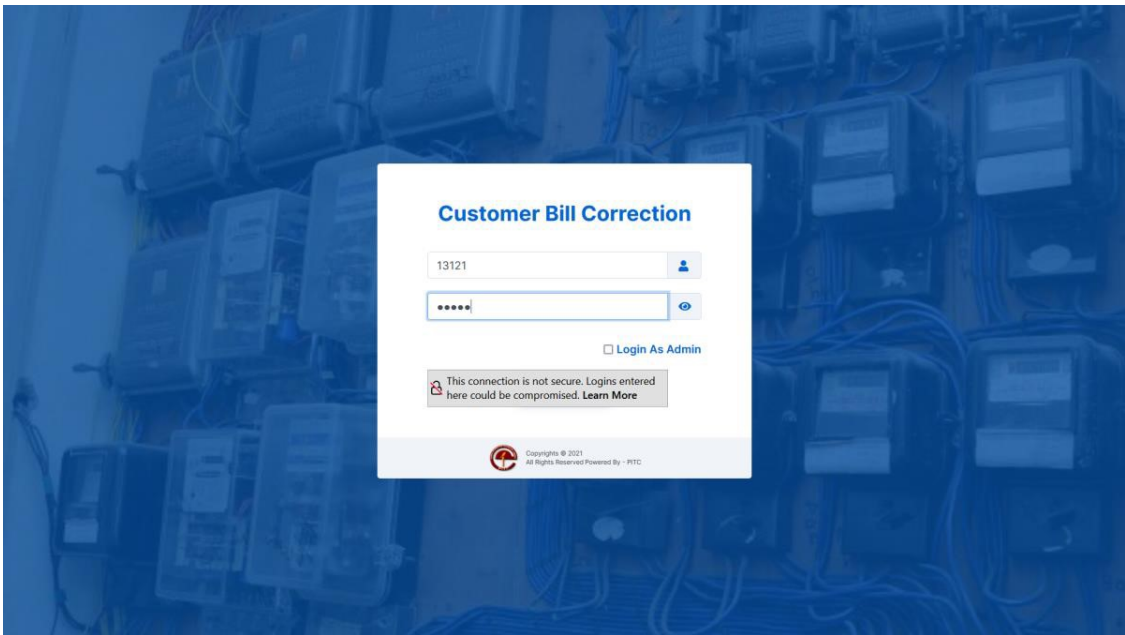 Customer Bill Correction
13121
•••••
Login As Admin
This connection is not secure. Logins entered
here could be compromised. Learn More
Copyrights © 2021
All Rights Reserved Powered By - PITC